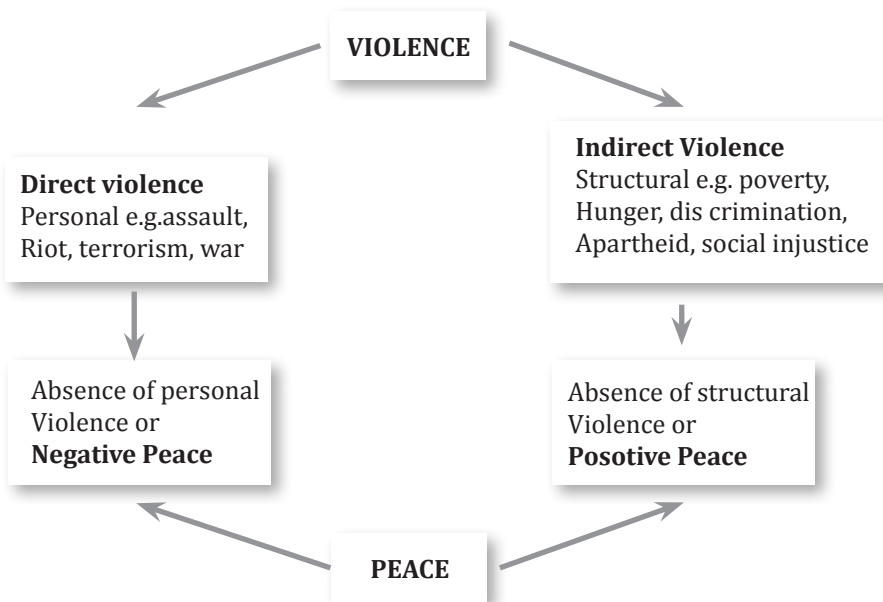 VIOLENCE
Direct violence
Personal e.g.assault,
Riot, terrorism, war
Indirect Violence
Structural e.g. poverty,
Hunger, dis crimination,
Apartheid, social injustice
Absence of personal
Violence or
Negative Peace
Absence of structural
Violence or
Posotive Peace
PEACE